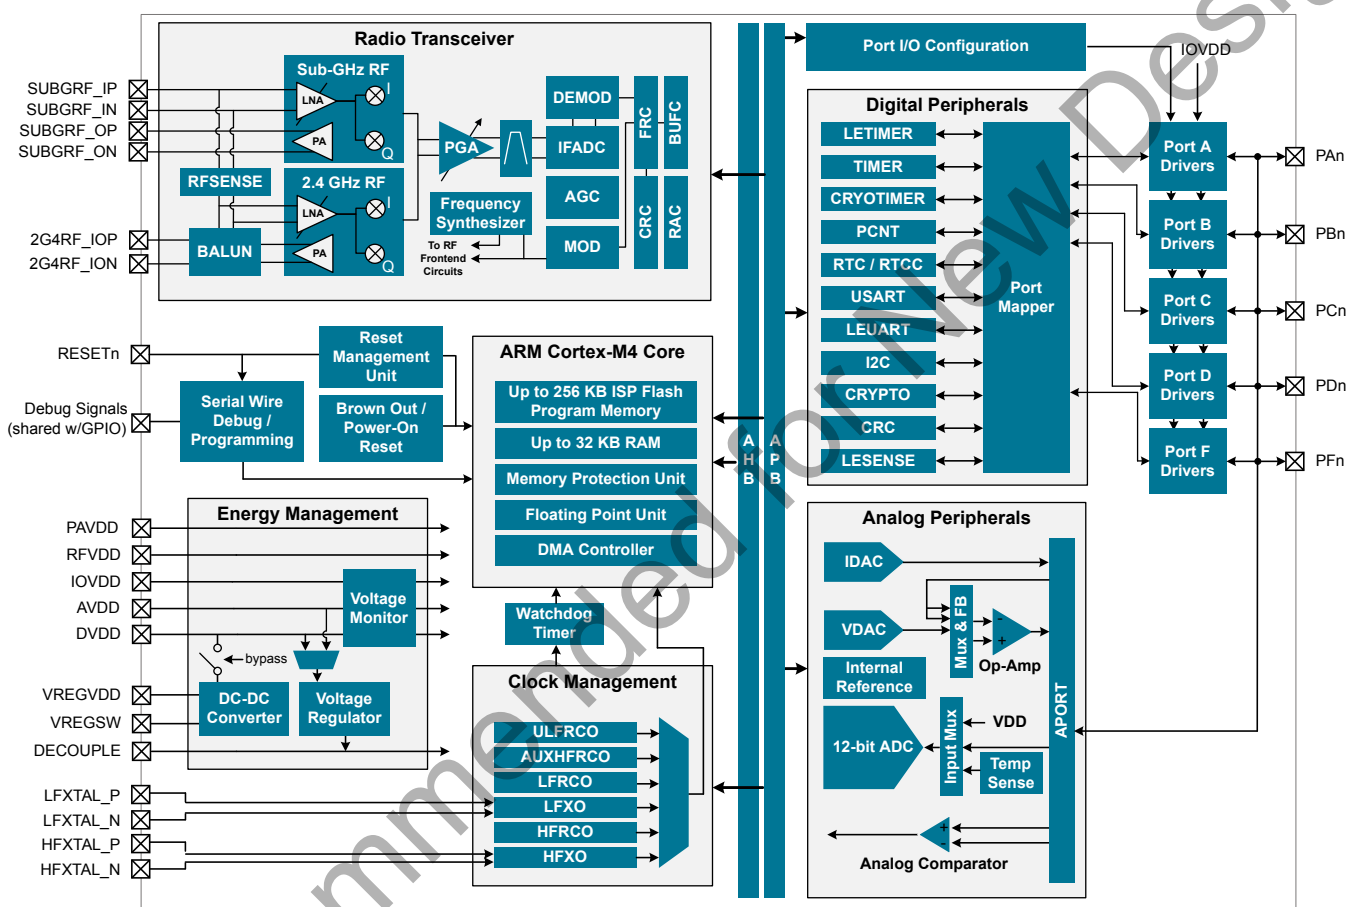 Radio Transceiver
Sub-GHz RF
LNA
I
PA
Q
RFSENSE
2.4 GHz RF
LNA
I
BALUN
PA
Q
PGA
Frequency
Synthesizer
To RF
Frontend
Circuits
DEMOD
IFADC
AGC
MOD
FRC
BUFC
CRC
RAC
SUBGRF_IP
SUBGRF_IN
SUBGRF_OP
SUBGRF_ON
2G4RF_IOP
2G4RF_ION
RESETn
Debug Signals
(shared w/GPIO)
Reset
Management
Unit
Serial Wire
Debug /
Programming
Brown Out /
Power-On
Reset
ARM Cortex-M4 Core
Up to 256 KB ISP Flash
Program Memory
Up to 32 KB RAM
Memory Protection Unit
Floating Point Unit
DMA Controller
Watchdog
Timer
Energy Management
PAVDD
RFVDD
IOVDD
AVDD
DVDD
VREGVDD
VREGSW
DECOUPLE
Voltage
Monitor
bypass
DC-DC
Converter
Voltage
Regulator
Clock Management
ULFRCO
AUXHFRCO
LFRCO
LFXO
HFRCO
HFXO
LFXTAL_P
LFXTAL_N
HFXTAL_P
HFXTAL_N
A
H
B
A
P
B
Port I/O Configuration
IOVDD
Digital Peripherals
LETIMER
TIMER
CRYOTIMER
PCNT
RTC / RTCC
USART
LEUART
I2C
CRYPTO
CRC
LESENSE
Port
Mapper
Port A
Drivers
Port B
Drivers
Port C
Drivers
Port D
Drivers
Port F
Drivers
PAn
PBn
PCn
PDn
PFn
Analog Peripherals
IDAC
VDAC
Mux & FB
-
+
Op-Amp
Internal
Reference
12-bit ADC
Input Mux
VDD
Temp
Sense
APORT
+
-
Analog Comparator
mmended for New Desi